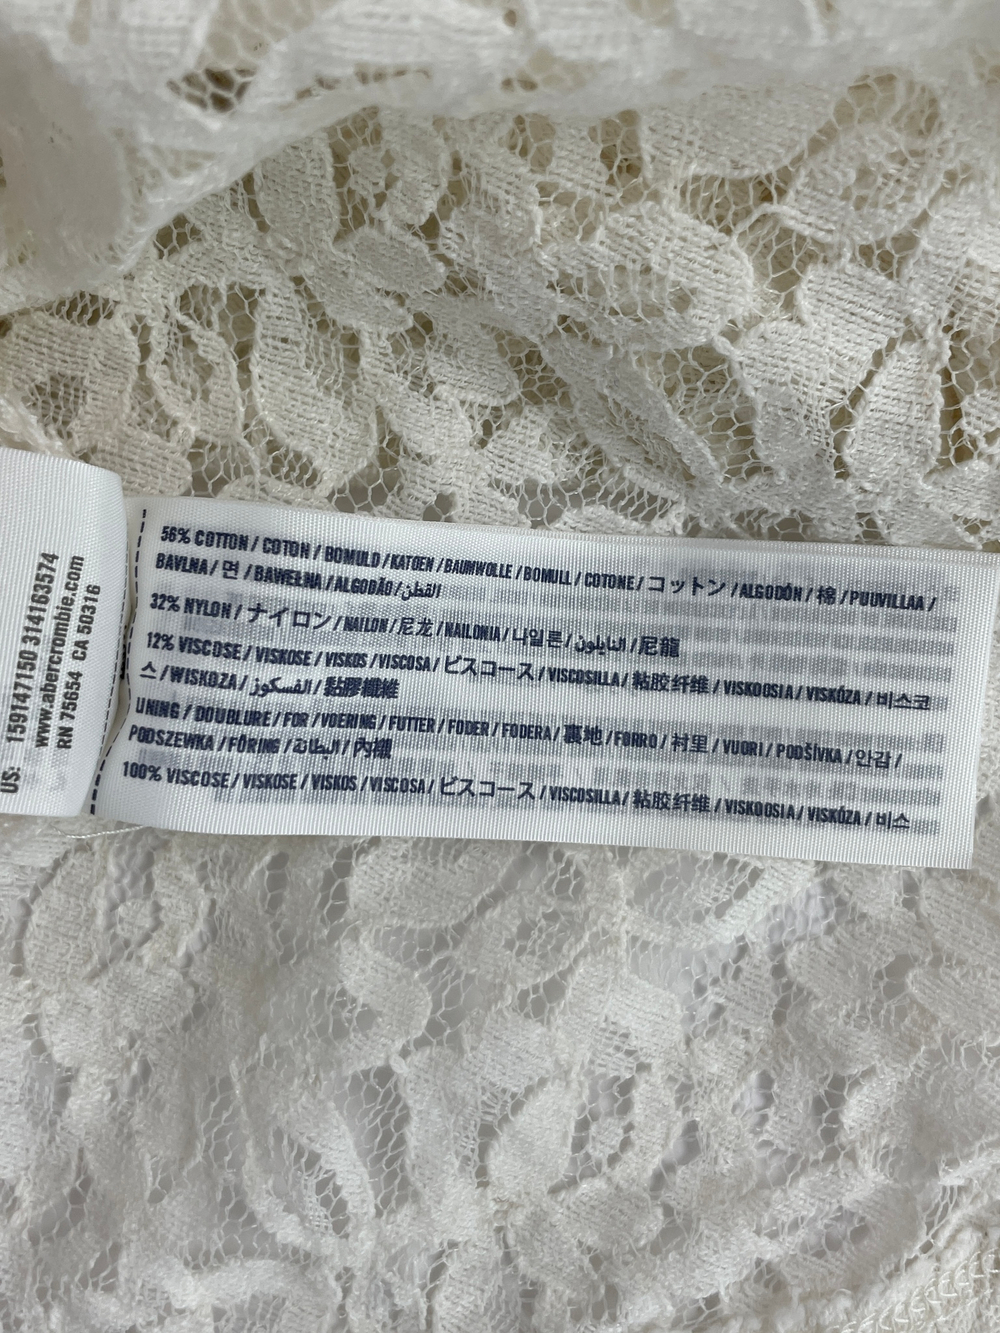 56% COTTON / COTON / BOMULD / KATOEN / BAUMWOLLE / BOMULL / COTONE / コットン / ALGODÓN / 棉 / PUUVILLAA /
BAVLNA / 면 / BAWEŁNA / ALGODÃO / القطن
32% NYLON / ナイロン / NAILON / 尼龙 / NAILONIA / 나일론 / النايلون / 尼龍
12% VISCOSE / VISKOSE / VISKOS / VISCOSA / ビスコース / VISCOSILLA / 粘胶纤维 / VISKOOSIA / VISKÓZA / 비스코
스 / WISKOZA / الفسكوز / 黏膠纖維
LINING / DOUBLURE / FOR / VOERING / FUTTER / FODER / FODERA / 裏地 / FORRO / 衬里 / VUORI / PODŠÍVKA / 안감 /
PODSZEWKA / FÔRING / البطانة / 內襯
100% VISCOSE / VISKOSE / VISKOS / VISCOSA / ビスコース / VISCOSILLA / 粘胶纤维 / VISKOOSIA / VISKÓZA / 비스
US: 159147150 314163574
www.abercrombie.com
RN 75654 CA 50316